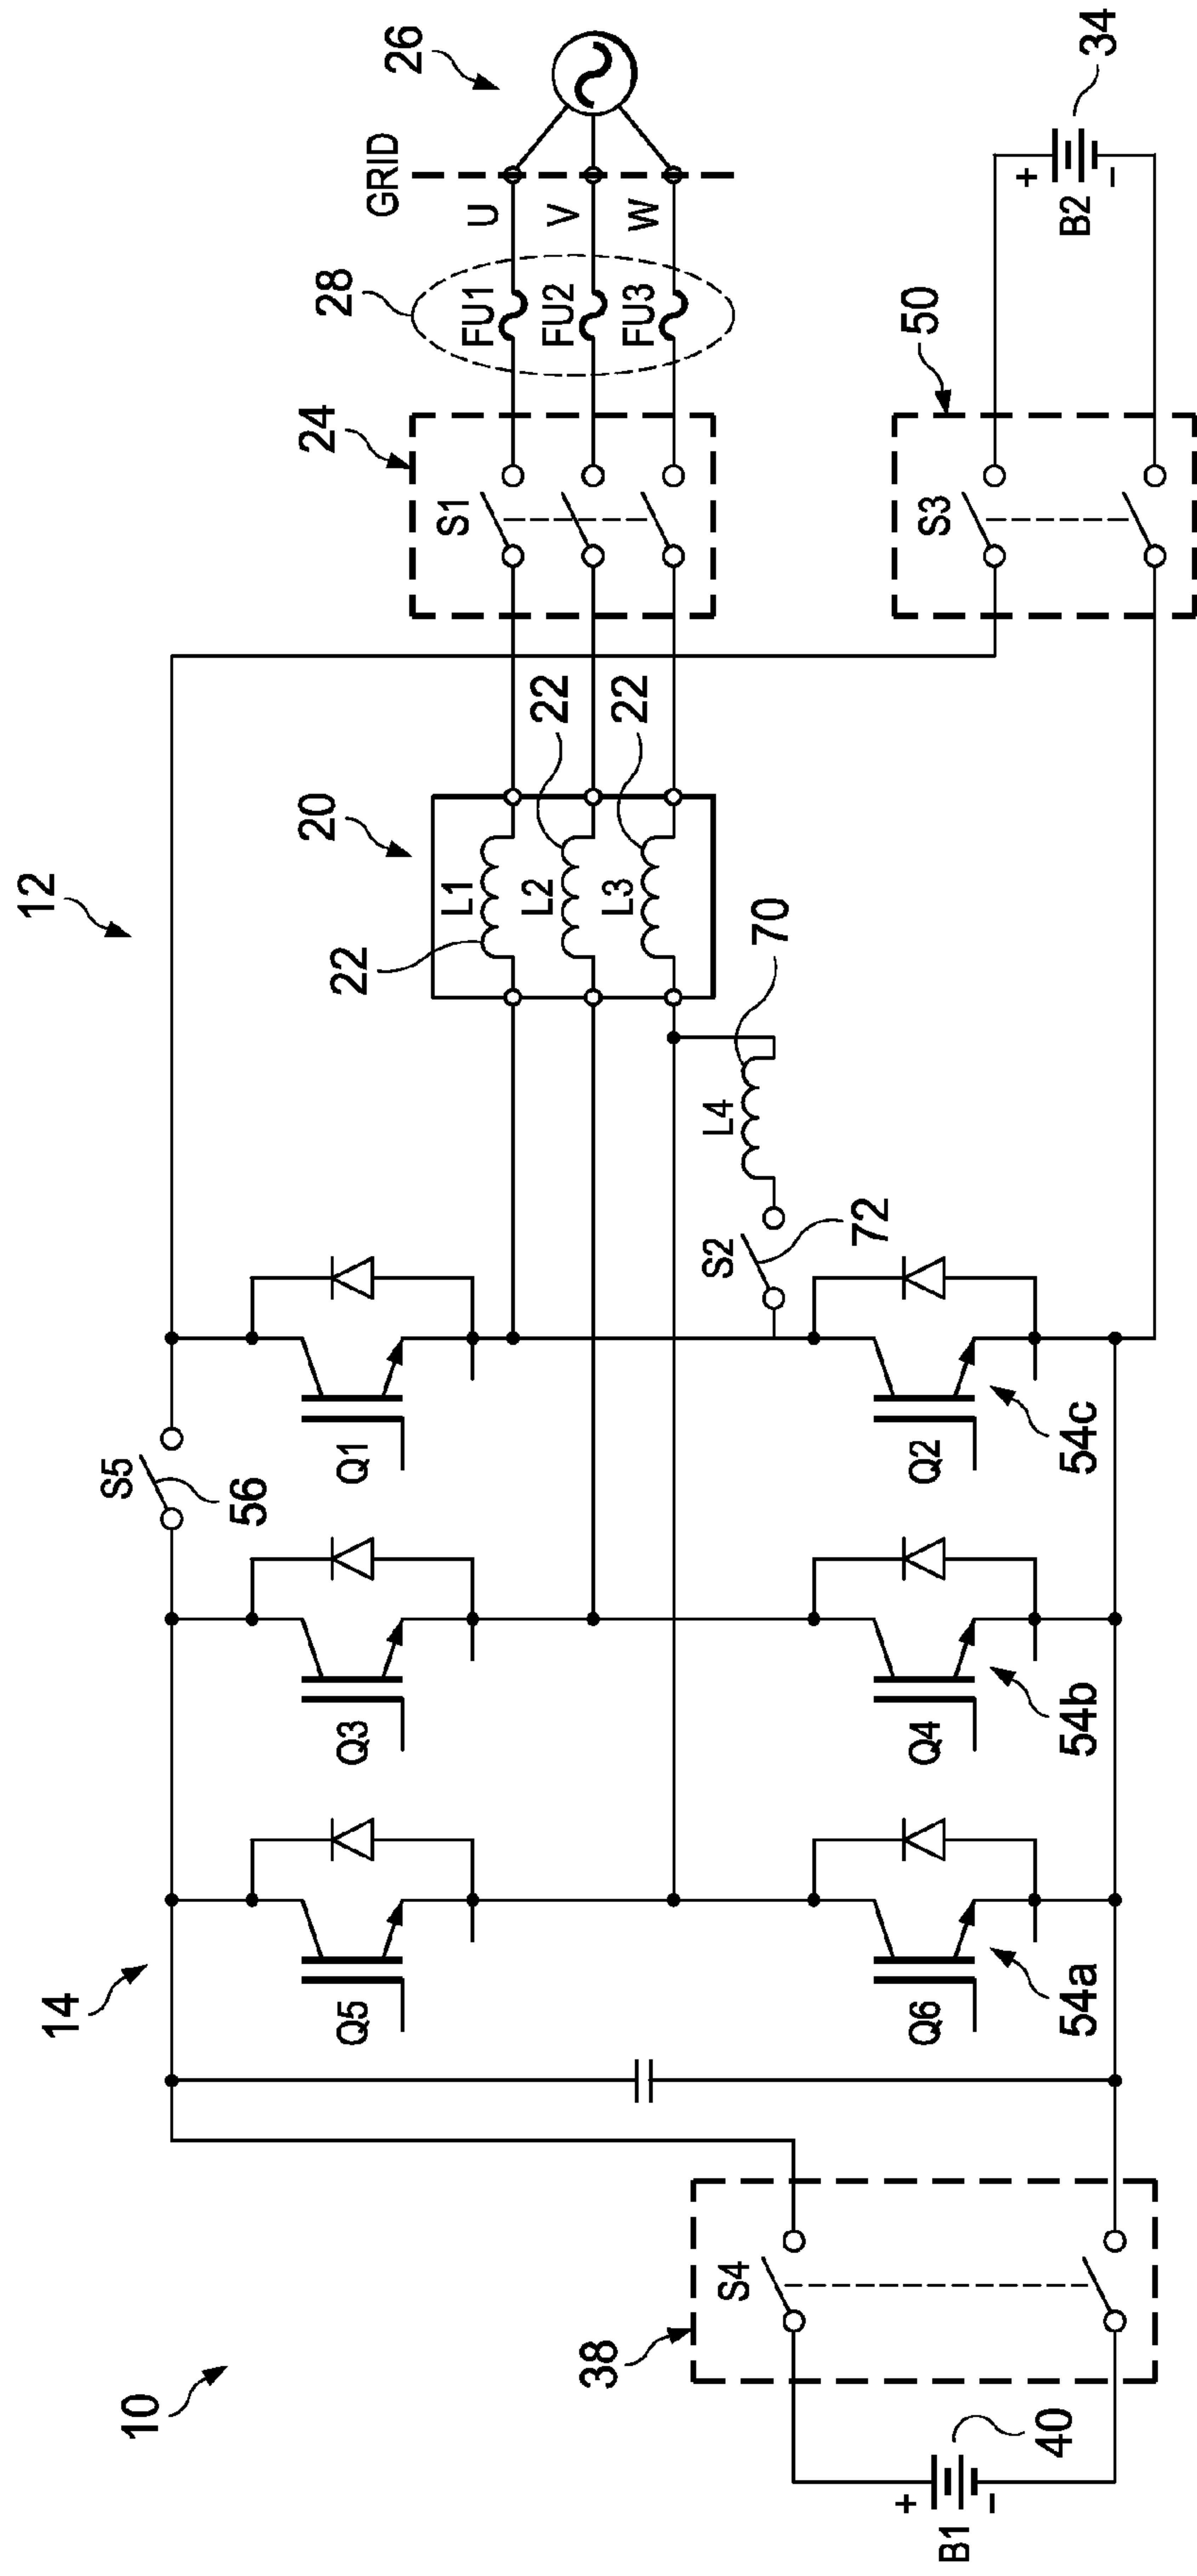 10
12
14
S5
56
Q5
Q3
Q1
Q6
Q4
Q2
54a
54b
54c
S4
38
+
B1
−
40
20
22
L1
22
L2
22
L3
L4
70
S2
72
24
S1
28
FU1
FU2
FU3
GRID
U
V
W
26
S3
50
+
B2
−
34